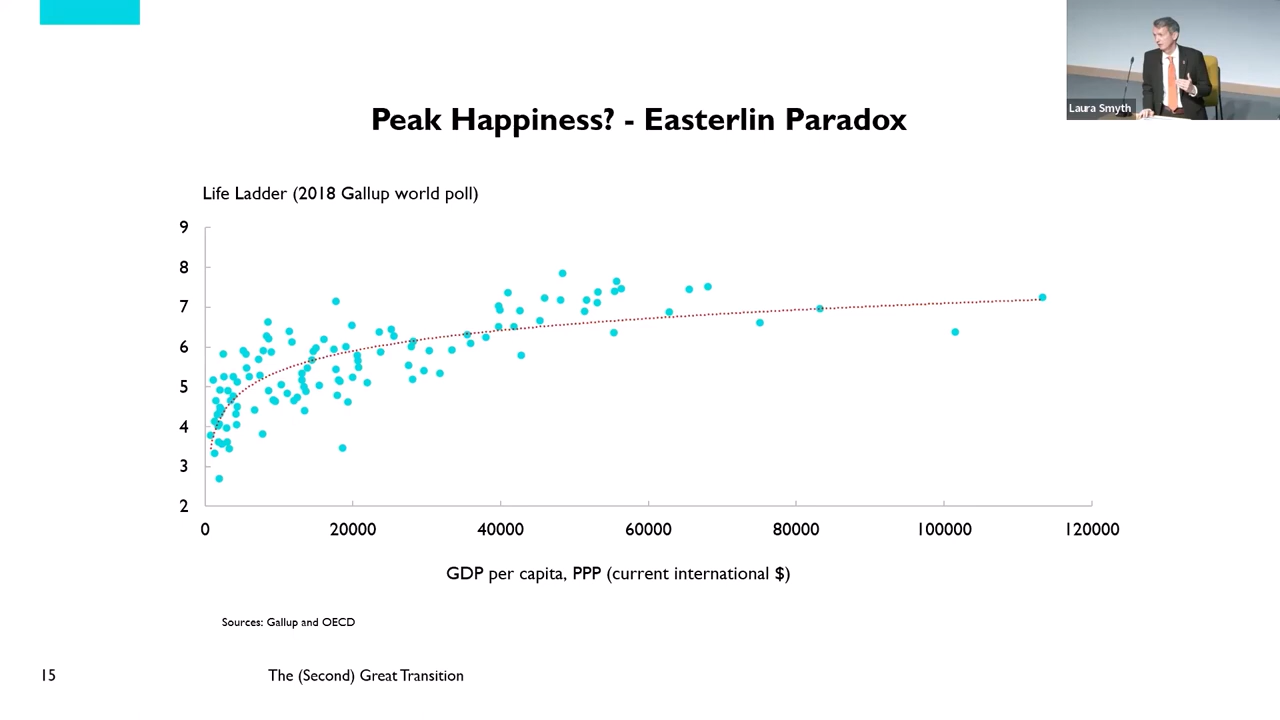 Laura Smyth
Peak Happiness? - Easterlin Paradox
Life Ladder (2018 Gallup world poll)
9
8
7
6
5
4
3
2
0 20000 40000 60000 80000 100000 120000
GDP per capita, PPP (current international $)
Sources: Gallup and OECD
15 The (Second) Great Transition